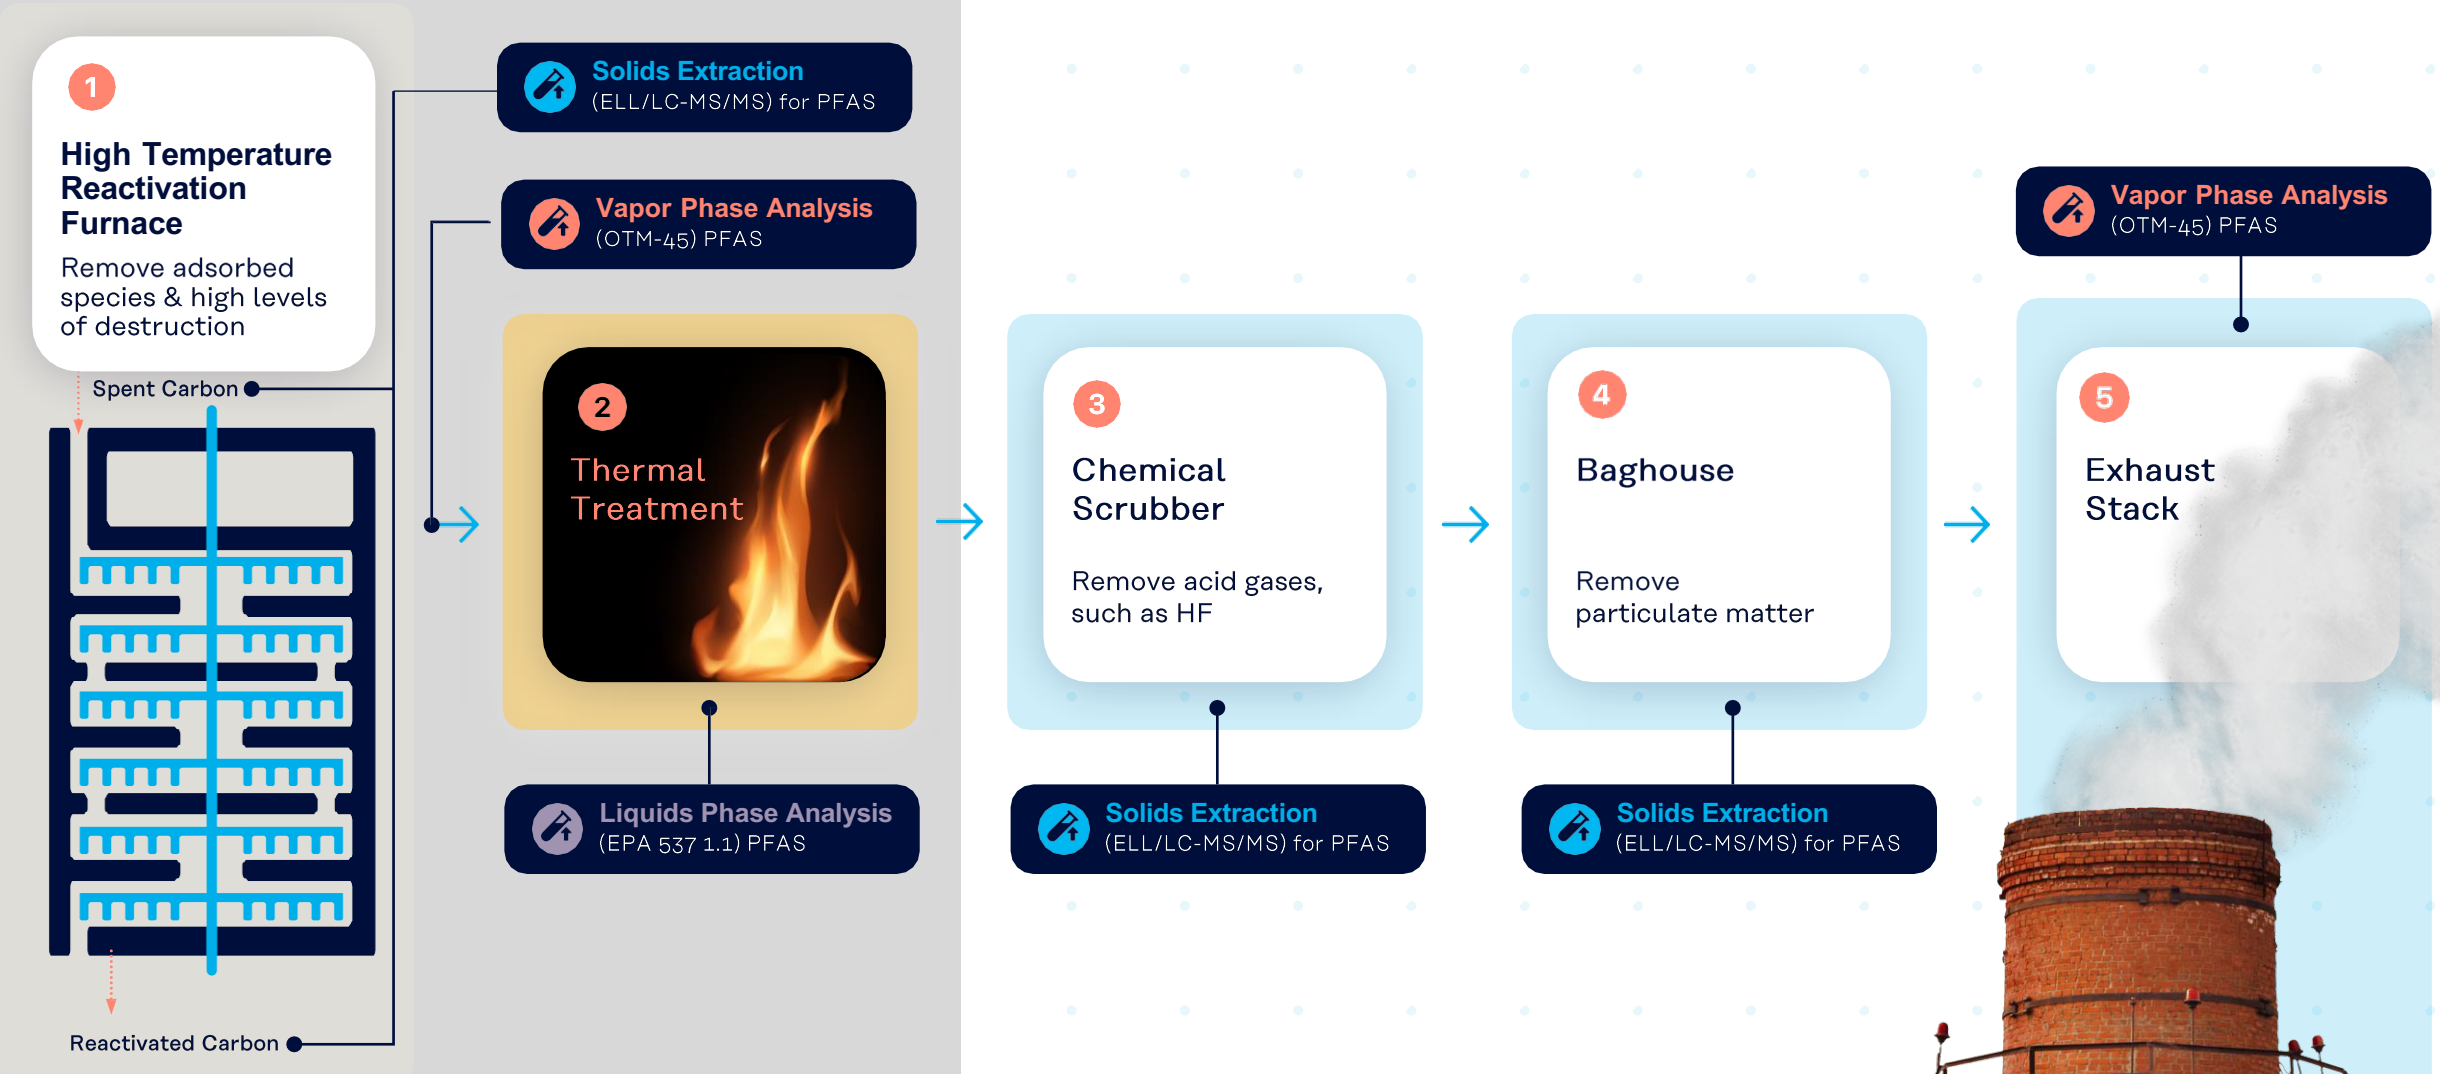 1
High Temperature
Reactivation
Furnace
Remove adsorbed
species & high levels
of destruction
Spent Carbon
Reactivated Carbon
Solids Extraction
(ELL/LC-MS/MS) for PFAS
Vapor Phase Analysis
(OTM-45) PFAS
2
Thermal
Treatment
Liquids Phase Analysis
(EPA 537 1.1) PFAS
3
Chemical
Scrubber
Remove acid gases,
such as HF
Solids Extraction
(ELL/LC-MS/MS) for PFAS
4
Baghouse
Remove
particulate matter
Solids Extraction
(ELL/LC-MS/MS) for PFAS
Vapor Phase Analysis
(OTM-45) PFAS
5
Exhaust
Stack